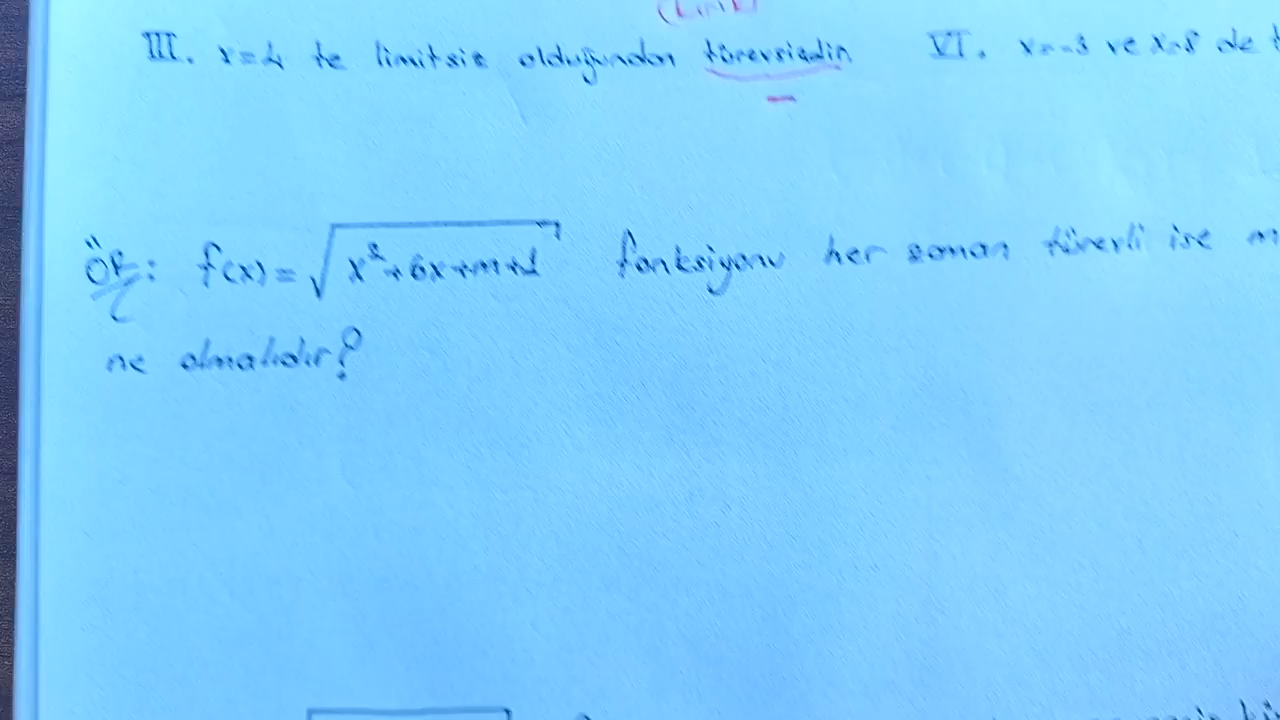 III. x=4 te limitsiz olduğundan türevsizdir
VI. x=-3 ve x=8 de
Ör: f(x)=√x²+6x+m+1 fonksiyonu her zaman türevli ise m
ne olmalıdır?